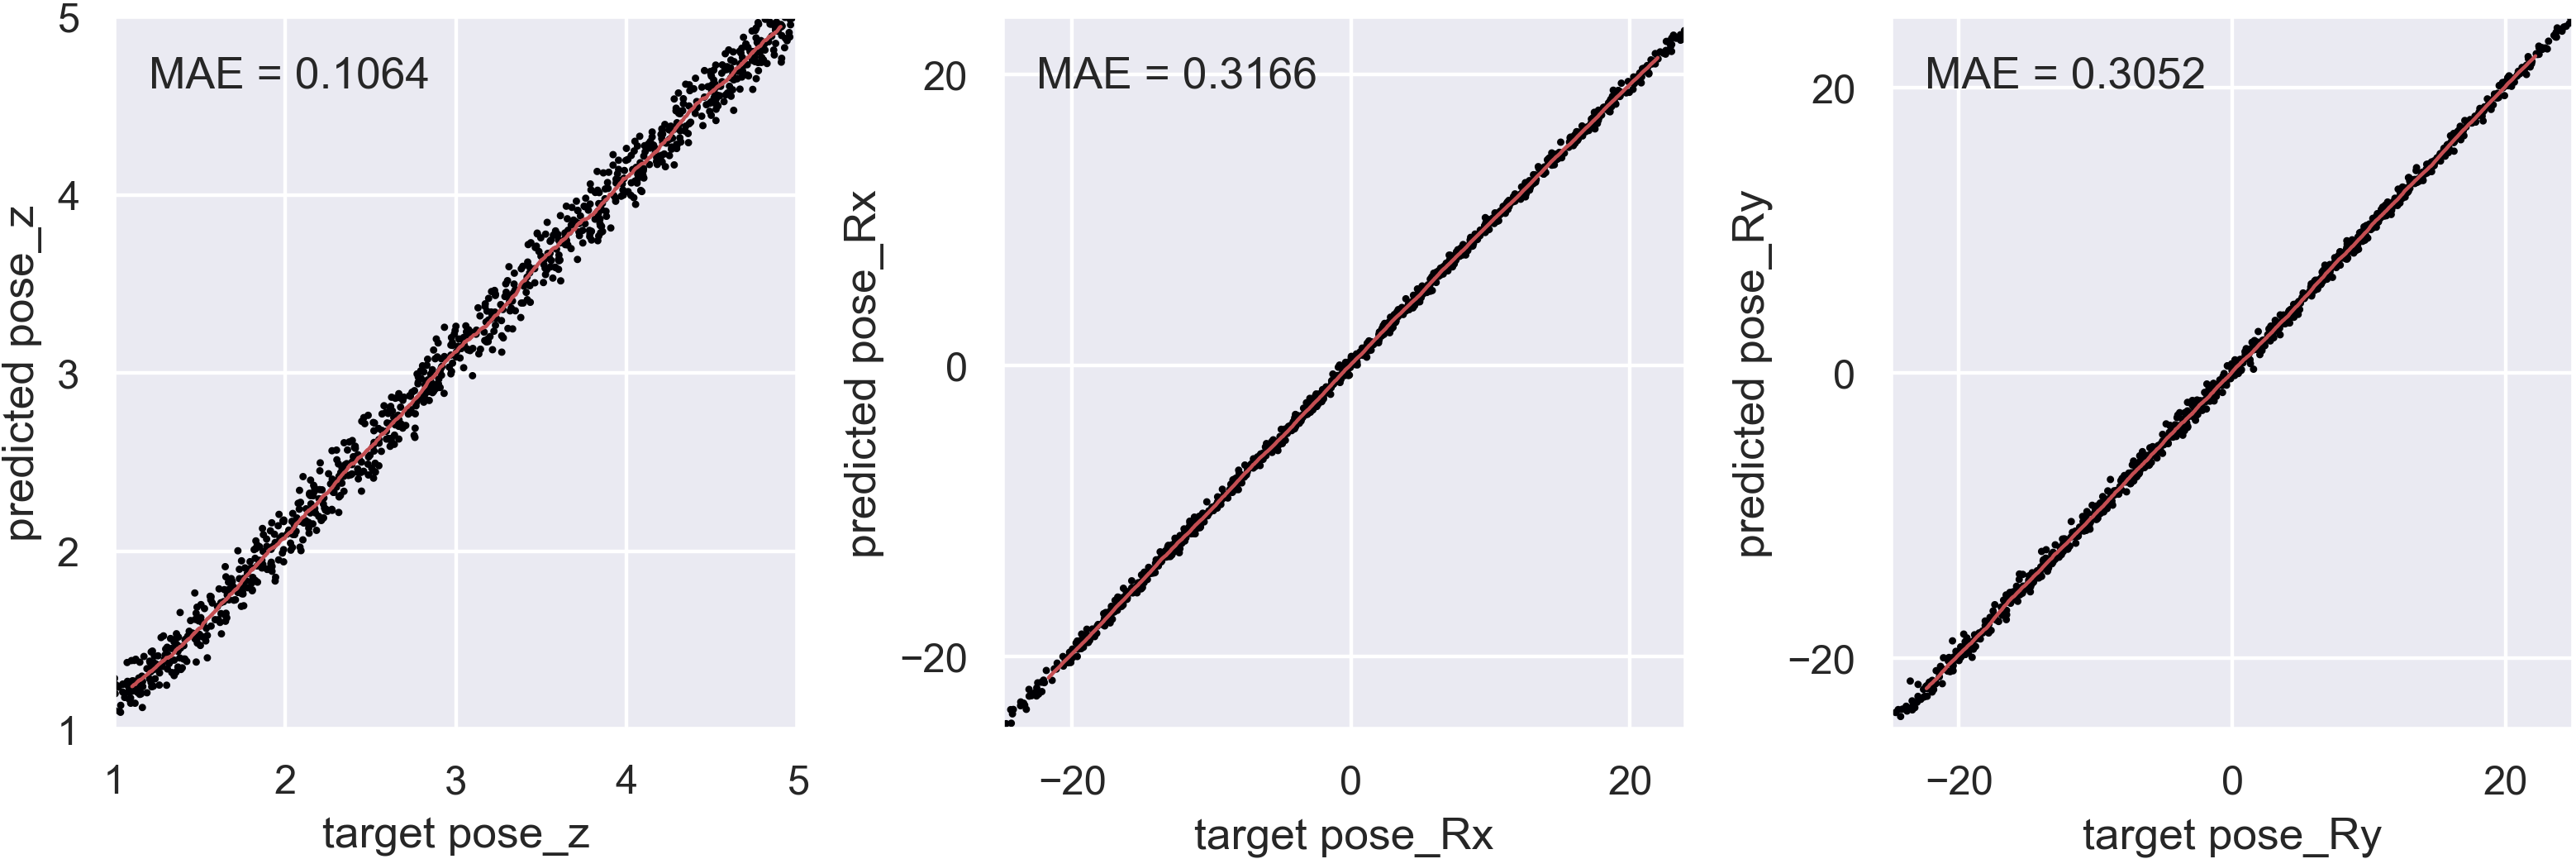 MAE = 0.1064
predicted pose_z
5
4
3
2
1
1 2 3 4 5
target pose_z
MAE = 0.3166
predicted pose_Rx
20
0
−20
−20 0 20
target pose_Rx
MAE = 0.3052
predicted pose_Ry
20
0
−20
−20 0 20
target pose_Ry